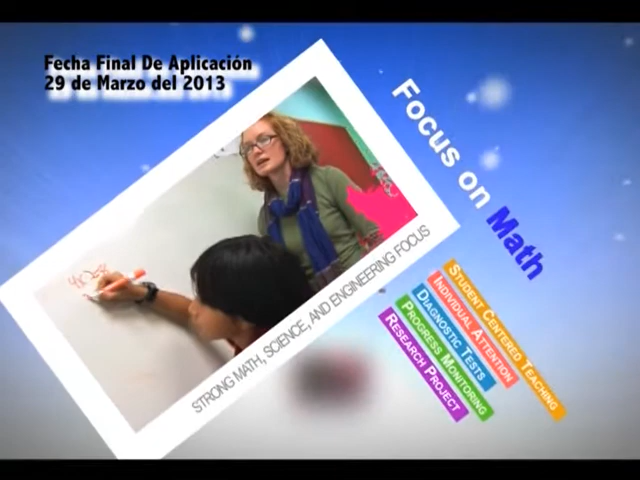 Fecha Final De Aplicación
29 de Marzo del 2013
Focus on Math
STRONG MATH, SCIENCE, AND ENGINEERING FOCUS
STUDENT CENTERED TEACHING
INDIVIDUAL ATTENTION
DIAGNOSTIC TESTS
PROGRESS MONITORING
RESEARCH PROJECT